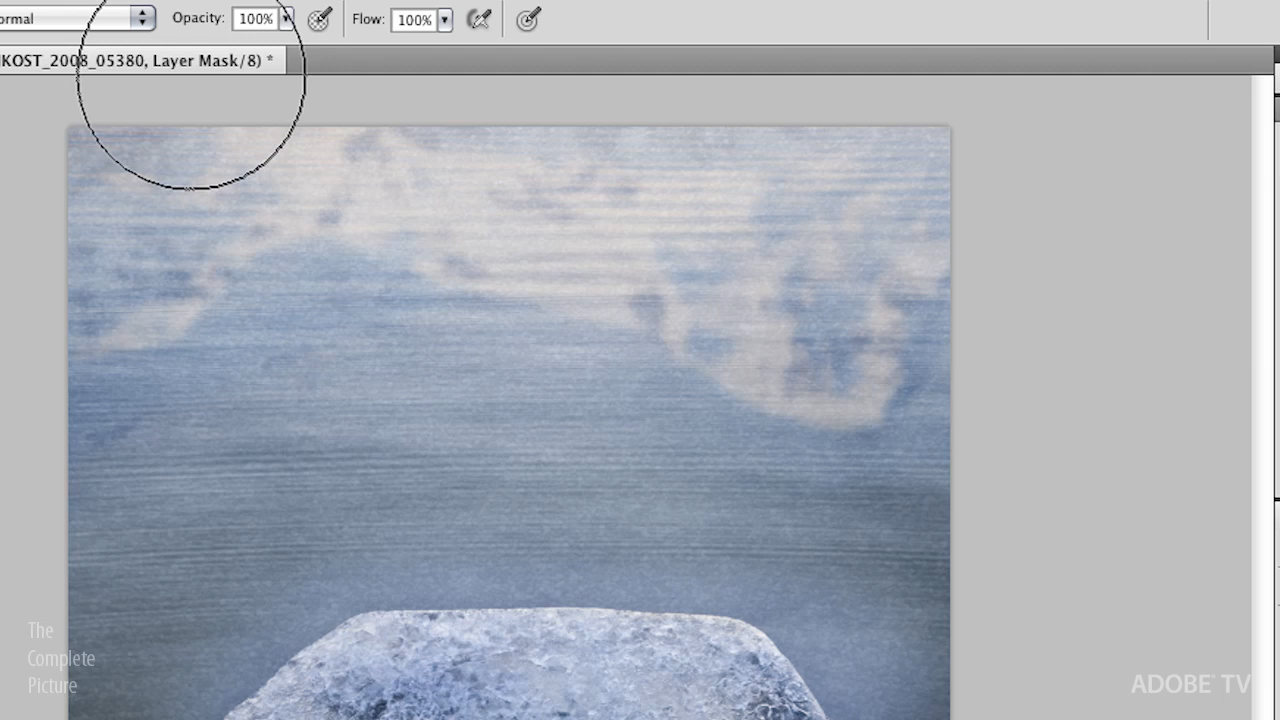 ormal
Opacity: 100%
Flow: 100%
KOST_2008_05380, Layer Mask/8) *
The
Complete
Picture
ADOBE TV